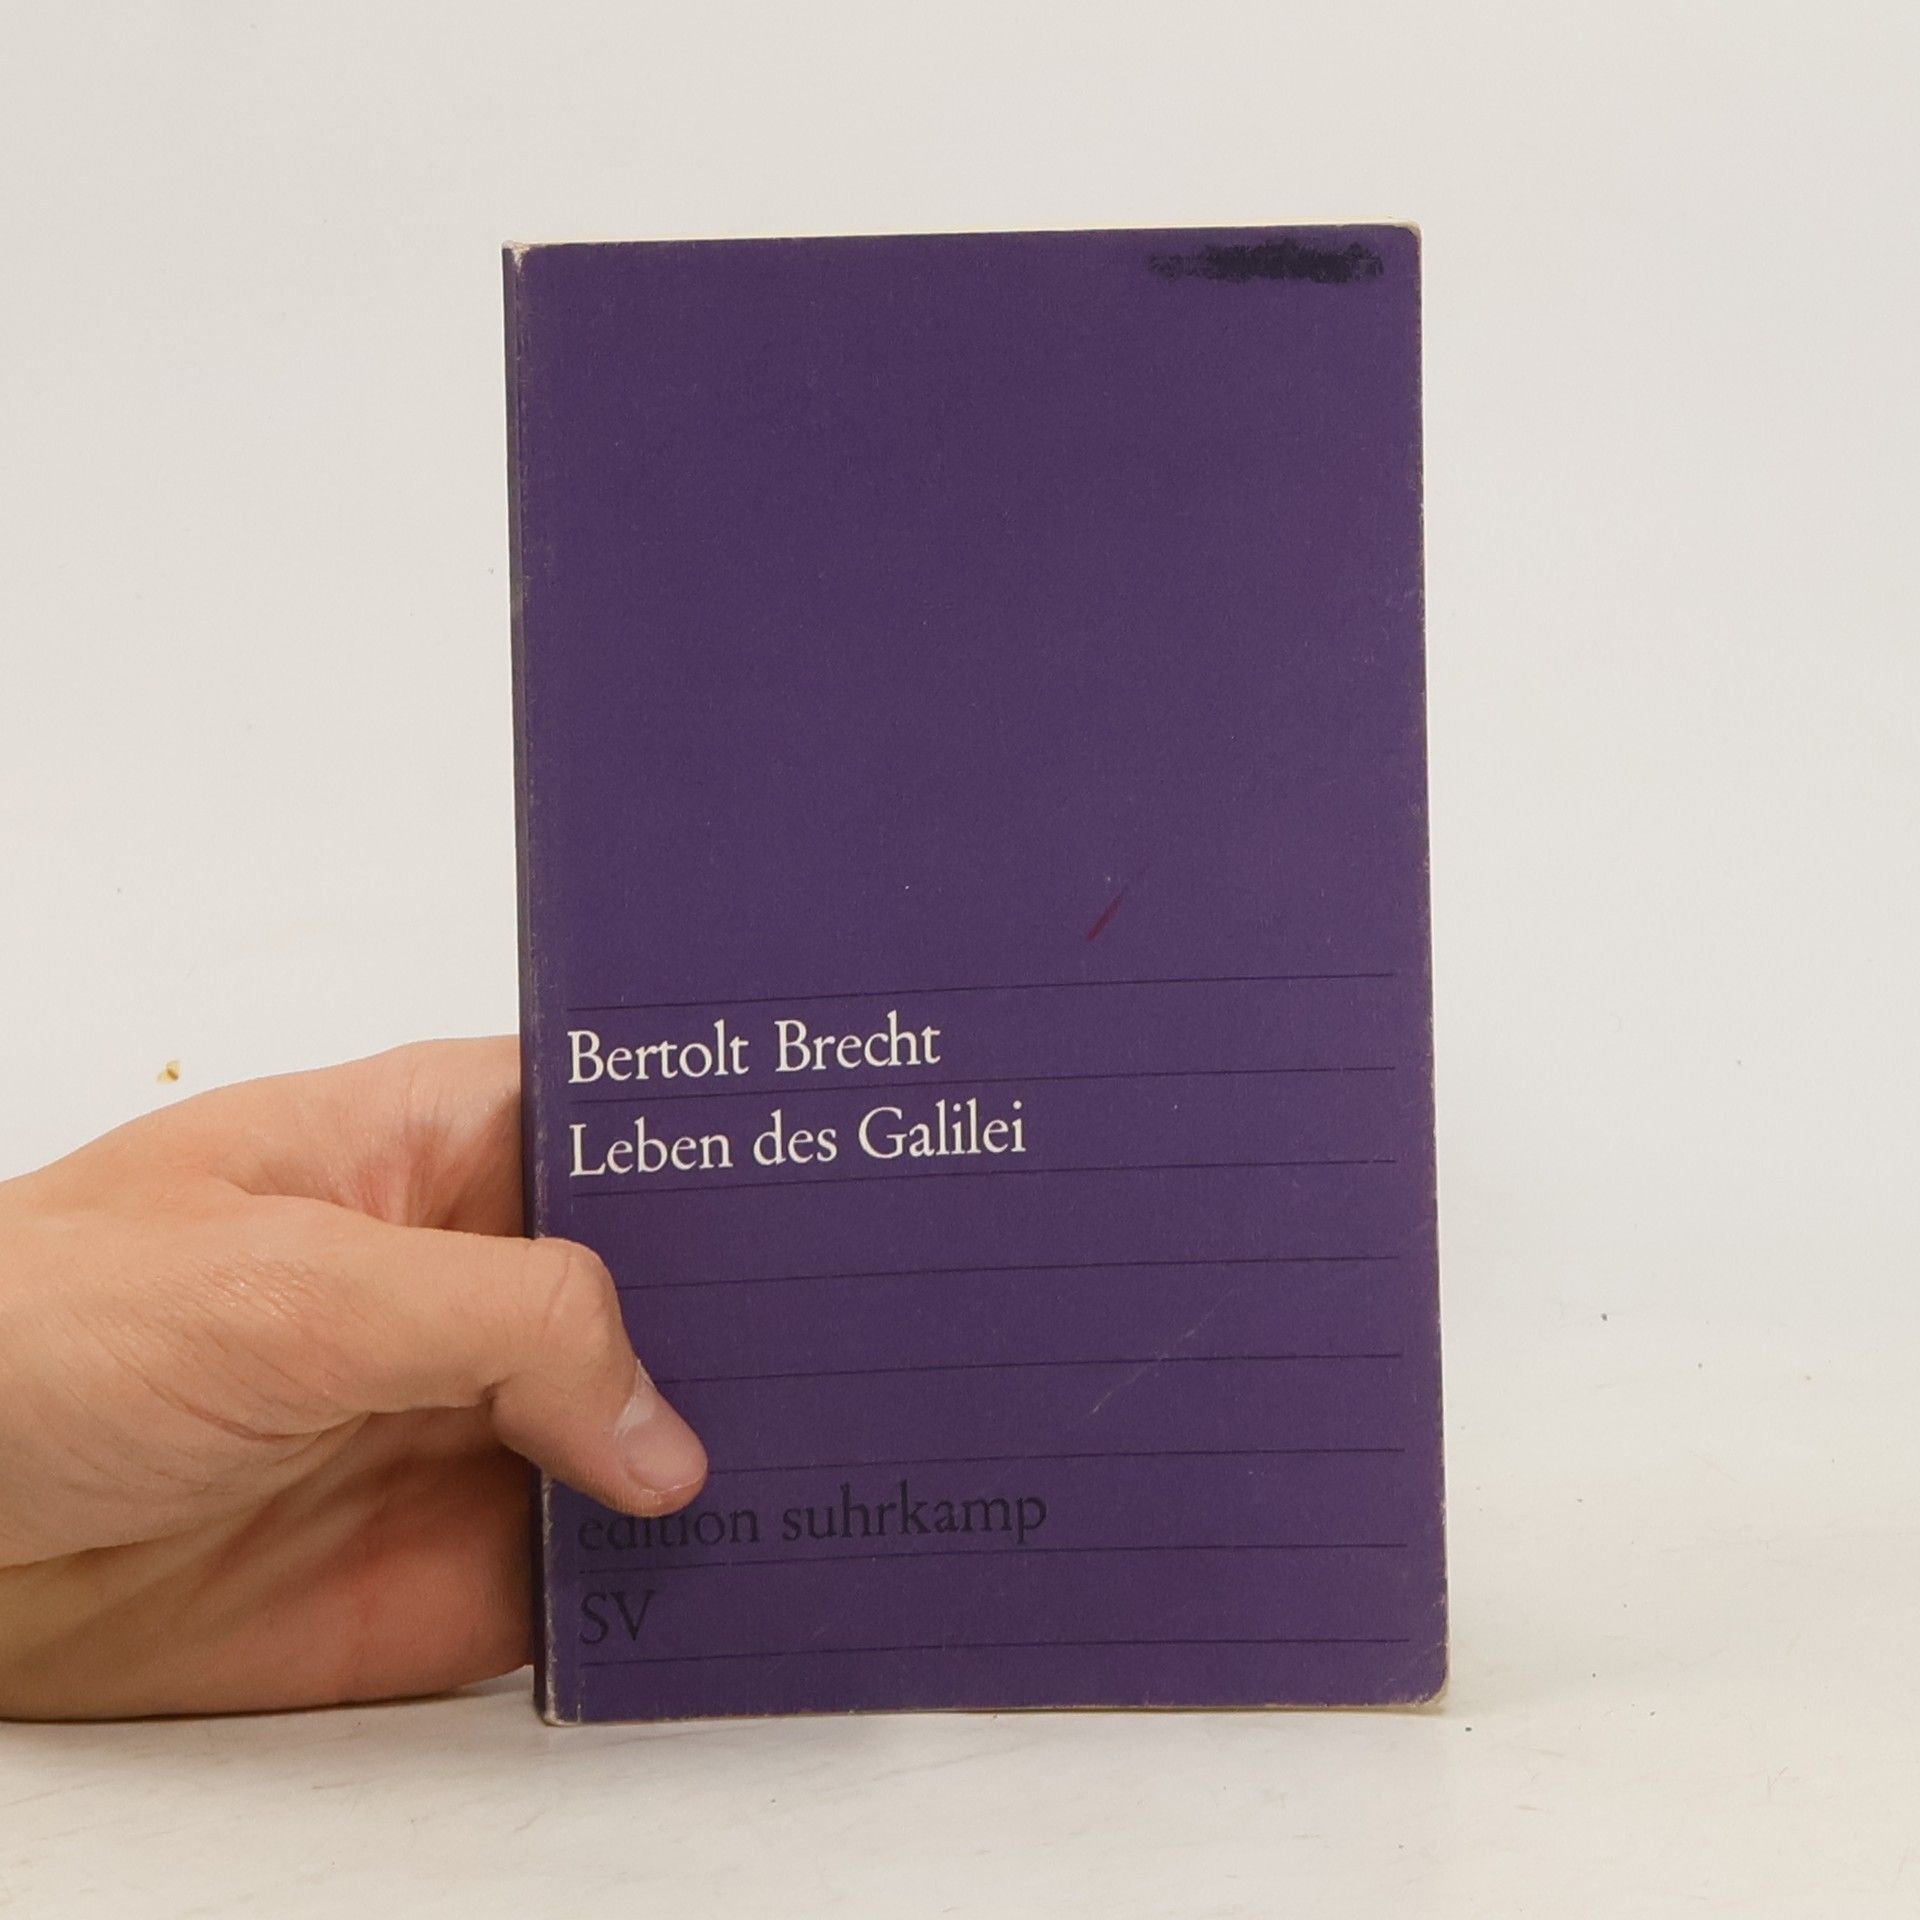 Bertolt Brecht
Leben des Galilei
edition suhrkamp
SV